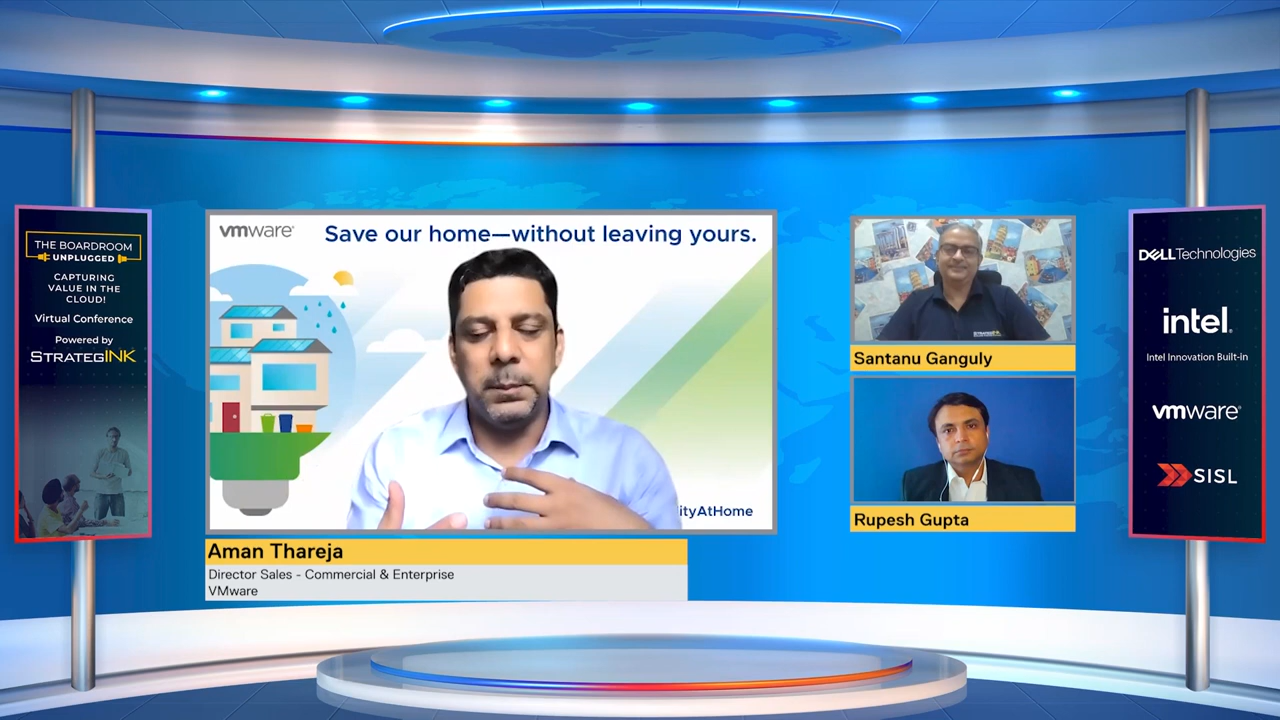 THE BOARDROOM
UNPLUGGED
CAPTURING
VALUE IN THE
CLOUD!
Virtual Conference
Powered by
STRATEGINK
vmware®
Save our home—without leaving yours.
ityAtHome
Aman Thareja
Director Sales - Commercial & Enterprise
VMware
STRATEGINK
Santanu Ganguly
Rupesh Gupta
DELL Technologies
intel.
Intel Innovation Built-in
vmware®
SISL